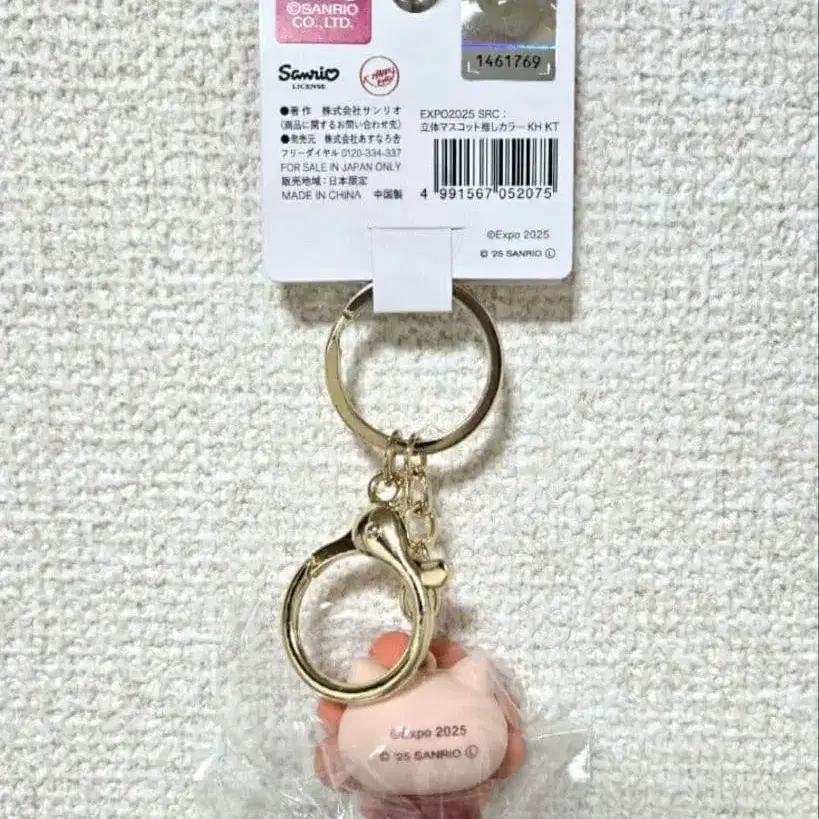 ©SANRIO
CO.,LTD.
1461769
Sanrio
LICENSE
●著作 株式会社サンリオ
(商品に関するお問い合わせ先)
●発売元 株式会社あすなろ舎
フリーダイヤル 0120-334-337
FOR SALE IN JAPAN ONLY
販売地域:日本限定
MADE IN CHINA 中国製
EXPO2025 SRC:
立体マスコット推しカラー KH KT
4 991567 052075
©Expo 2025
© '25 SANRIO Ⓛ
©Expo 2025
© '25 SANRIO Ⓛ